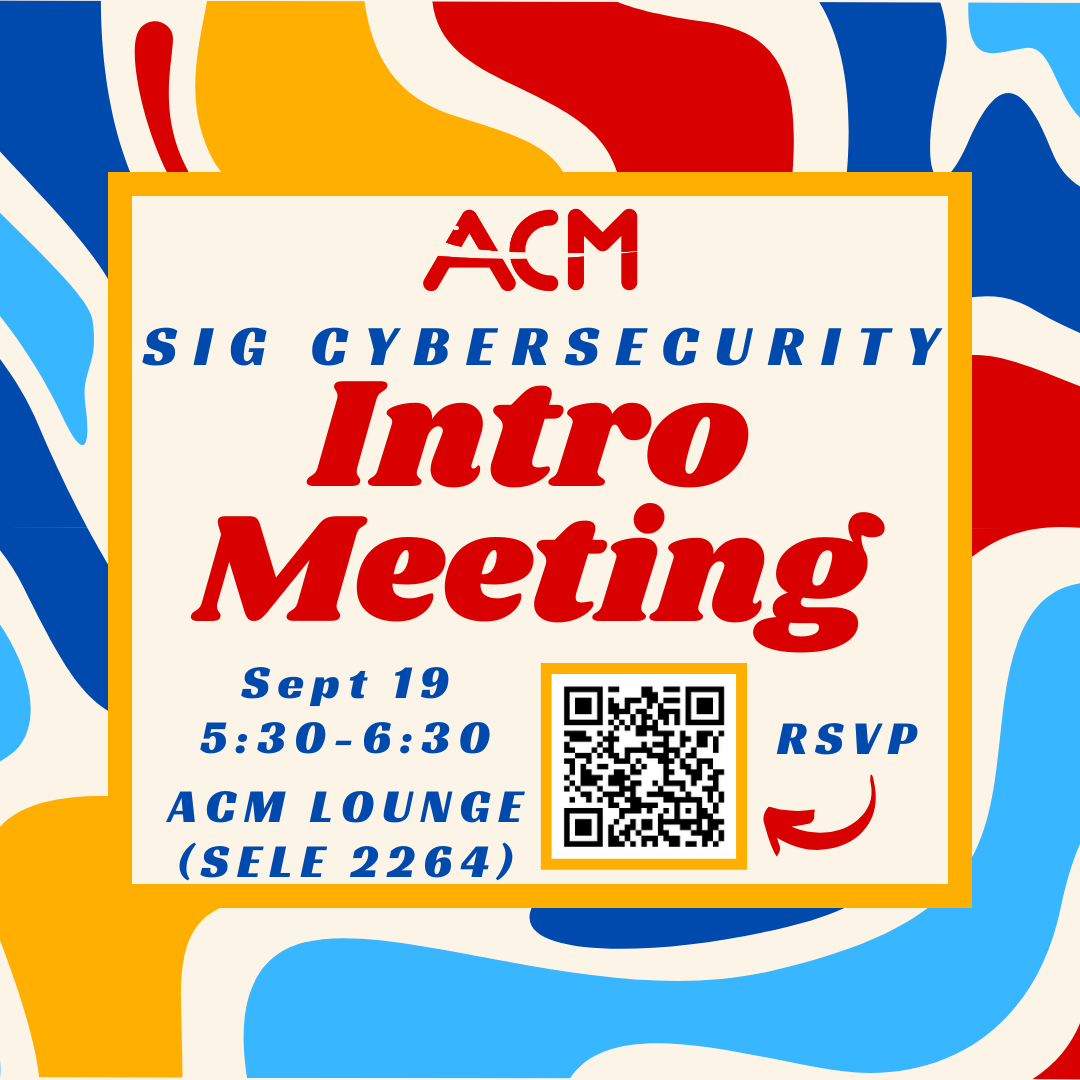 ACM
SIG CYBERSECURITY
Intro
Meeting
Sept 19
5:30-6:30
ACM LOUNGE
(SELE 2264)
RSVP